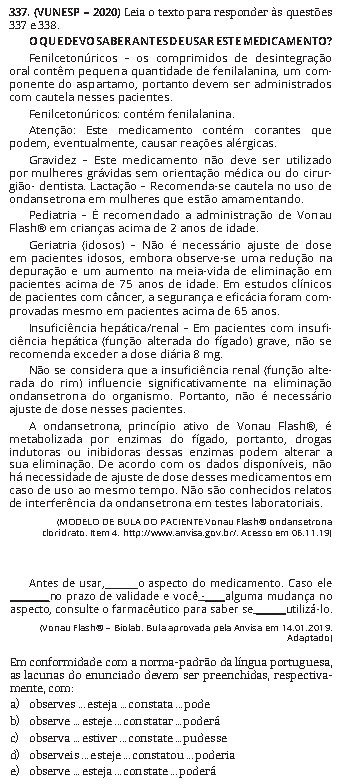 337. (VUNESP – 2020) Leia o texto para responder às questões
337 e 338.
O QUE DEVO SABER ANTES DE USAR ESTE MEDICAMENTO?
Fenilcetonúricos – os comprimidos de desintegração
oral contêm pequena quantidade de fenilalanina, um com-
ponente do aspartamo, portanto devem ser administrados
com cautela nesses pacientes.
Fenilcetonúricos: contém fenilalanina.
Atenção: Este medicamento contém corantes que
podem, eventualmente, causar reações alérgicas.
Gravidez – Este medicamento não deve ser utilizado
por mulheres grávidas sem orientação médica ou do cirur-
gião- dentista. Lactação – Recomenda-se cautela no uso de
ondansetrona em mulheres que estão amamentando.
Pediatria – É recomendado a administração de Vonau
Flash® em crianças acima de 2 anos de idade.
Geriatria (idosos) – Não é necessário ajuste de dose
em pacientes idosos, embora observe-se uma redução na
depuração e um aumento na meia-vida de eliminação em
pacientes acima de 75 anos de idade. Em estudos clínicos
de pacientes com câncer, a segurança e eficácia foram com-
provadas mesmo em pacientes acima de 65 anos.
Insuficiência hepática/renal – Em pacientes com insufi-
ciência hepática (função alterada do fígado) grave, não se
recomenda exceder a dose diária 8 mg.
Não se considera que a insuficiência renal (função alte-
rada do rim) influencie significativamente na eliminação
ondansetrona do organismo. Portanto, não é necessário
ajuste de dose nesses pacientes.
A ondansetrona, princípio ativo de Vonau Flash®, é
metabolizada por enzimas do fígado, portanto, drogas
indutoras ou inibidoras dessas enzimas podem alterar a
sua eliminação. De acordo com os dados disponíveis, não
há necessidade de ajuste de dose desses medicamentos em
caso de uso ao mesmo tempo. Não são conhecidos relatos
de interferência da ondansetrona em testes laboratoriais.
(MODELO DE BULA DO PACIENTE Vonau Flash® ondansetrona
cloridrato. Item 4. http://www.anvisa.gov.br/. Acesso em 06.11.19)
Antes de usar,______o aspecto do medicamento. Caso ele
______no prazo de validade e você -____alguma mudança no
aspecto, consulte o farmacêutico para saber se______utilizá-lo.
(Vonau Flash® – Biolab. Bula aprovada pela Anvisa em 14.01.2019.
Adaptado)
Em conformidade com a norma-padrão da língua portuguesa,
as lacunas do enunciado devem ser preenchidas, respectiva-
mente, com:
a) observes ... esteja ... constata ... pode
b) observe ... esteje ... constatar ... poderá
c) observa ... estiver ... constate ... pudesse
d) observeis ... esteje ... constatou ... poderia
e) observe ... esteja ... constate ... poderá